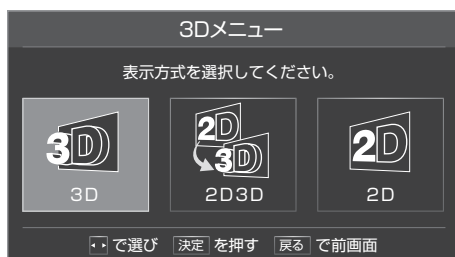 3Dメニュー
表示方式を選択してください。
3D 2D 3D 2D
3D 2D3D 2D
で選び 決定 を押す 戻る で前画面